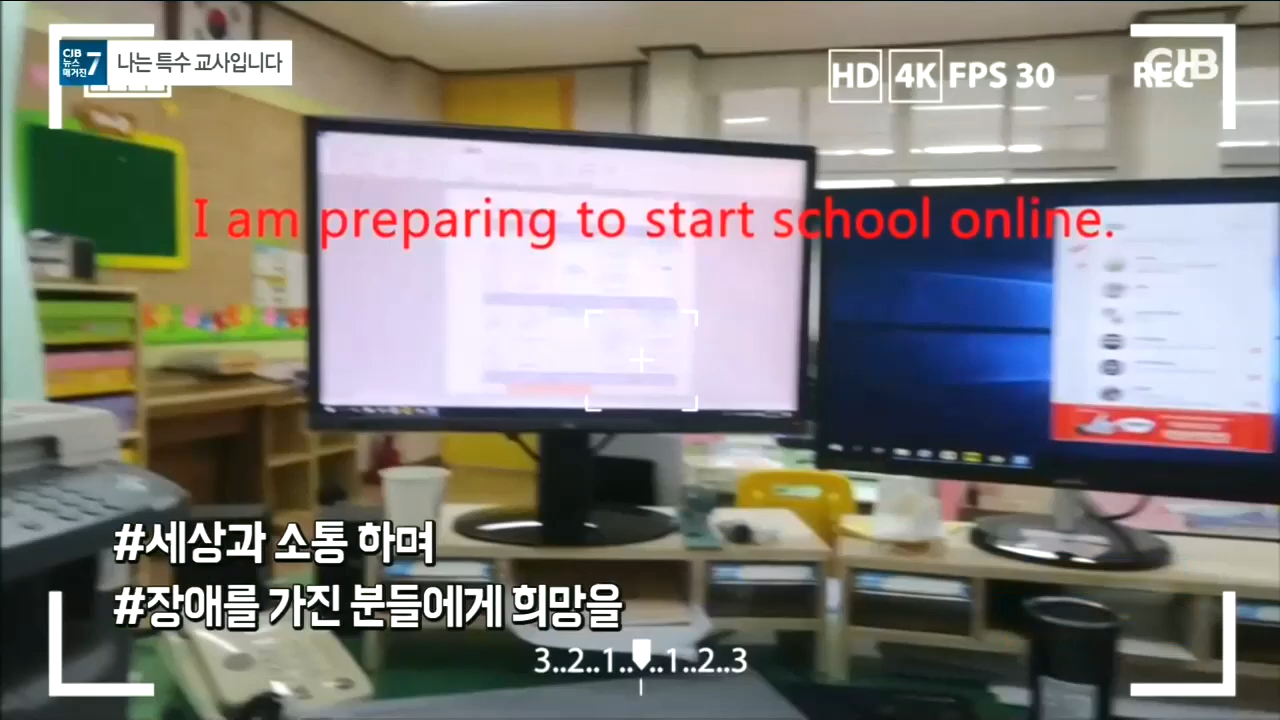 CJB
뉴스
매거진 7
나는 특수 교사입니다
HD 4K FPS 30
REC
CJB
I am preparing to start school online.
#세상과 소통 하며
#장애를 가진 분들에게 희망을
3..2..1.. ..1..2..3